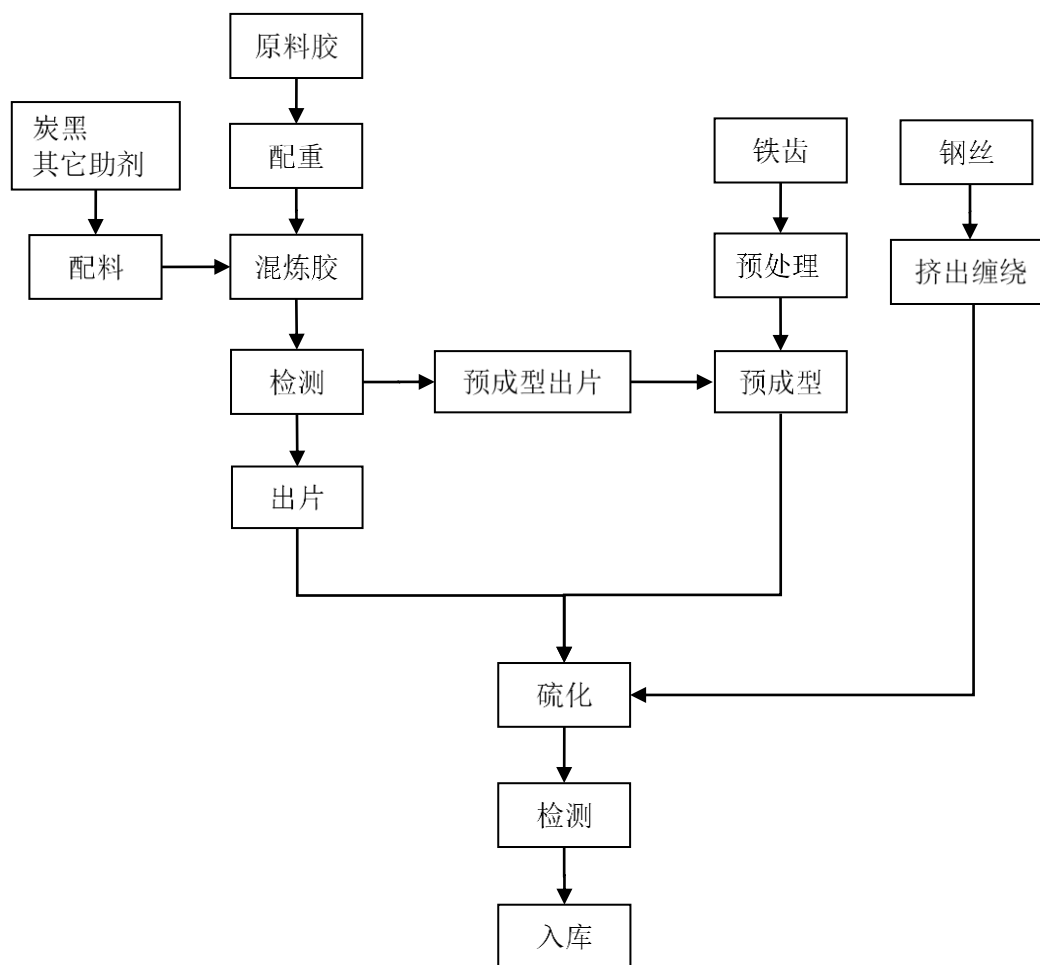 原料胶
炭黑
其它助剂
配重
铁齿
钢丝
配料
混炼胶
预处理
挤出缠绕
检测
预成型出片
预成型
出片
硫化
检测
入库